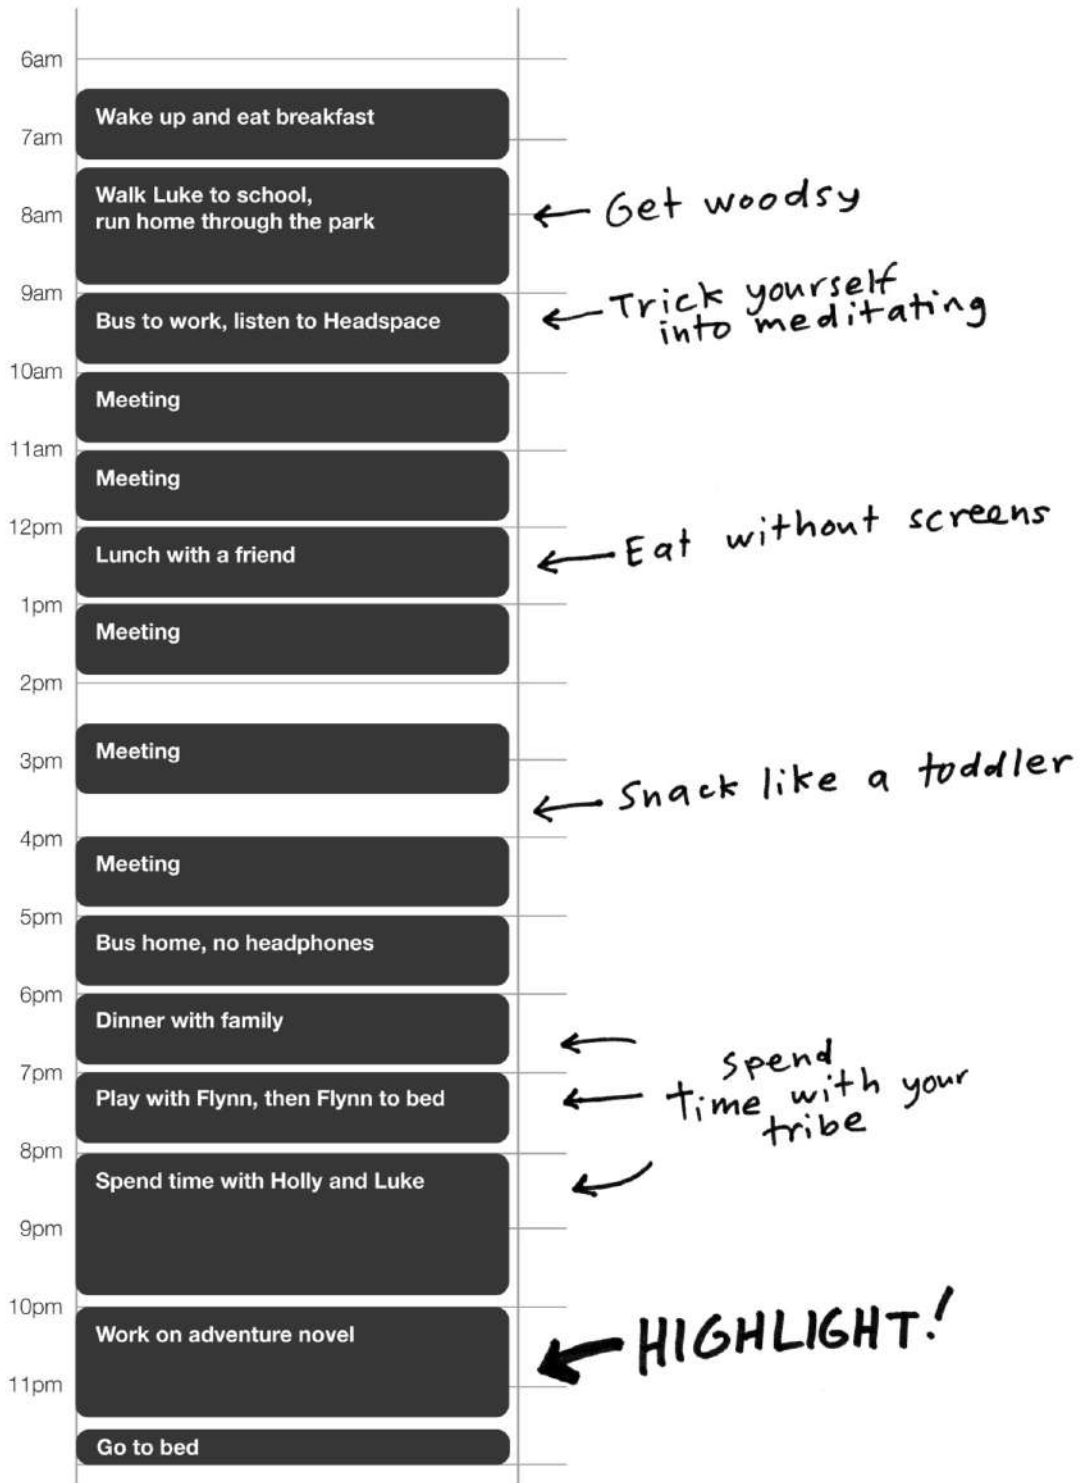 6am
Wake up and eat breakfast
7am
Walk Luke to school,
8am
run home through the park
Get woodsy
9am
Bus to work, listen to Headspace
Trick yourself
into meditating
10am
Meeting
11am
Meeting
12pm
Lunch with a friend
Eat without screens
1pm
Meeting
2pm
Meeting
3pm
Snack like a toddler
4pm
Meeting
5pm
Bus home, no headphones
6pm
Dinner with family
7pm
Play with Flynn, then Flynn to bed
spend
time with your
tribe
8pm
Spend time with Holly and Luke
9pm
10pm
Work on adventure novel
HIGHLIGHT!
11pm
Go to bed